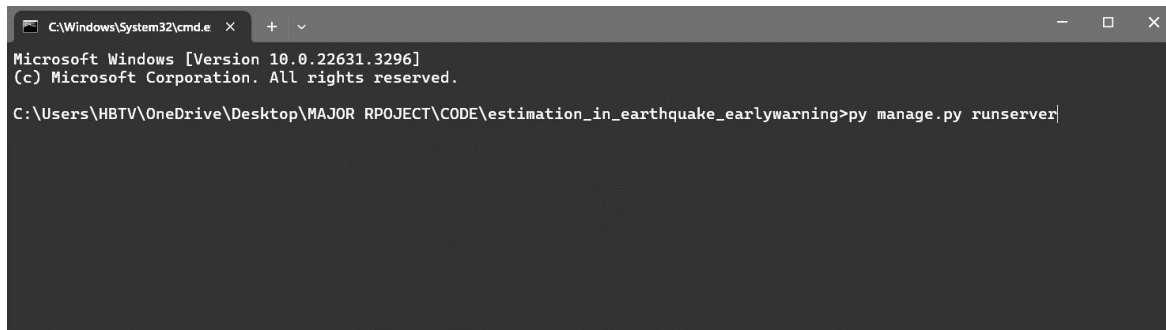 C:\Windows\System32\cmd.e
Microsoft Windows [Version 10.0.22631.3296]
(c) Microsoft Corporation. All rights reserved.
C:\Users\HBTV\OneDrive\Desktop\MAJOR RPOJECT\CODE\estimation_in_earthquake_earlywarning>py manage.py runserver